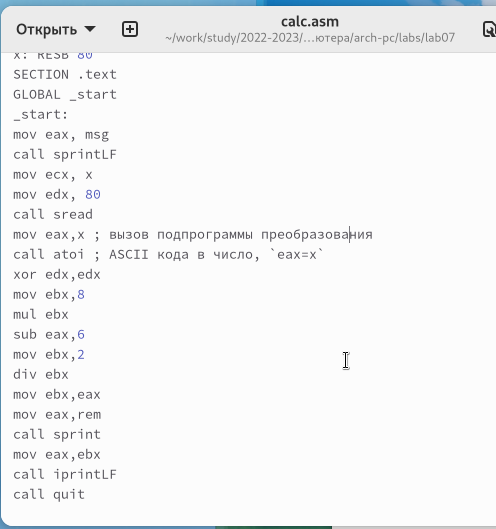 Открыть
calc.asm
~/work/study/2022-2023/…ютера/arch-pc/labs/lab07
x: RESB 80
SECTION .text
GLOBAL _start
_start:
mov eax, msg
call sprintLF
mov ecx, x
mov edx, 80
call sread
mov eax,x ; вызов подпрограммы преобразования
call atoi ; ASCII кода в число, `eax=x`
xor edx,edx
mov ebx,8
mul ebx
sub eax,6
mov ebx,2
div ebx
mov ebx,eax
mov eax,rem
call sprint
mov eax,ebx
call iprintLF
call quit